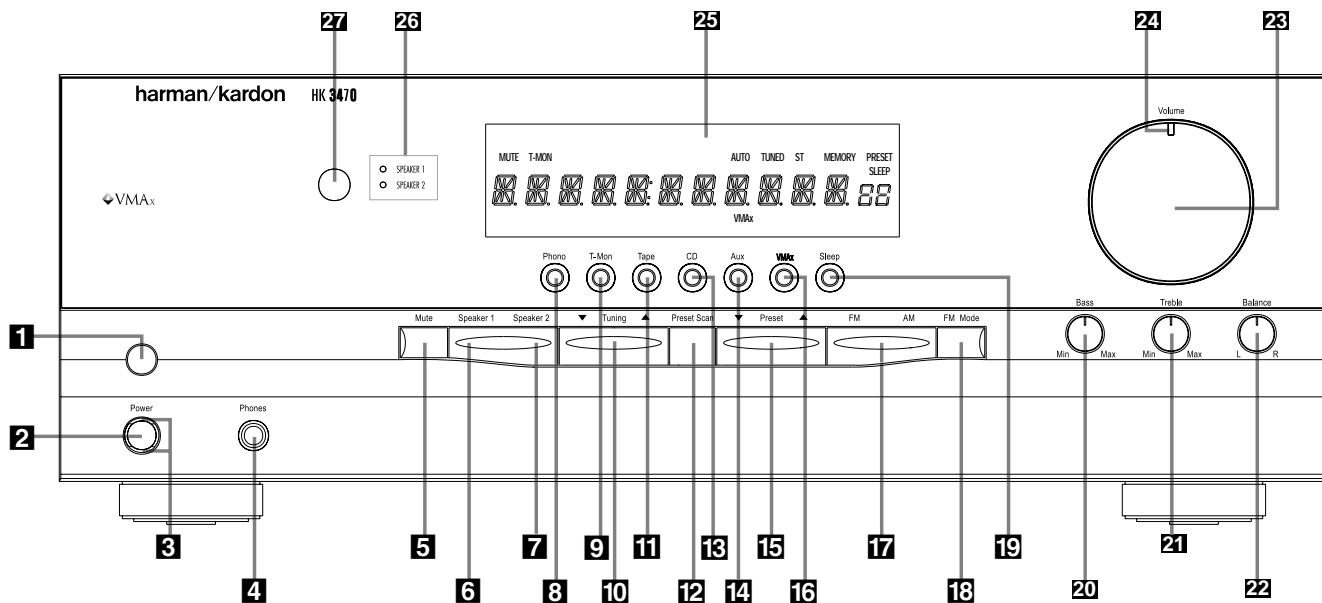 27 26 25 24 23
Volume
harman/kardon HK 3470
SPEAKER 1
SPEAKER 2
MUTE T-MON AUTO TUNED ST MEMORY PRESET
SLEEP
VMAx
VMAx
Phono T-Mon Tape CD Aux VMAx Sleep
Bass Treble Balance
Min Max Min Max L R
Mute Speaker 1 Speaker 2 ▼ Tuning ▲ Preset Scan ▼ Preset ▲ FM AM FM Mode
1
Power Phones
2
3 4 5 6 7 8 9 10 11 12 13 14 15 16 17 18 19 20 21 22